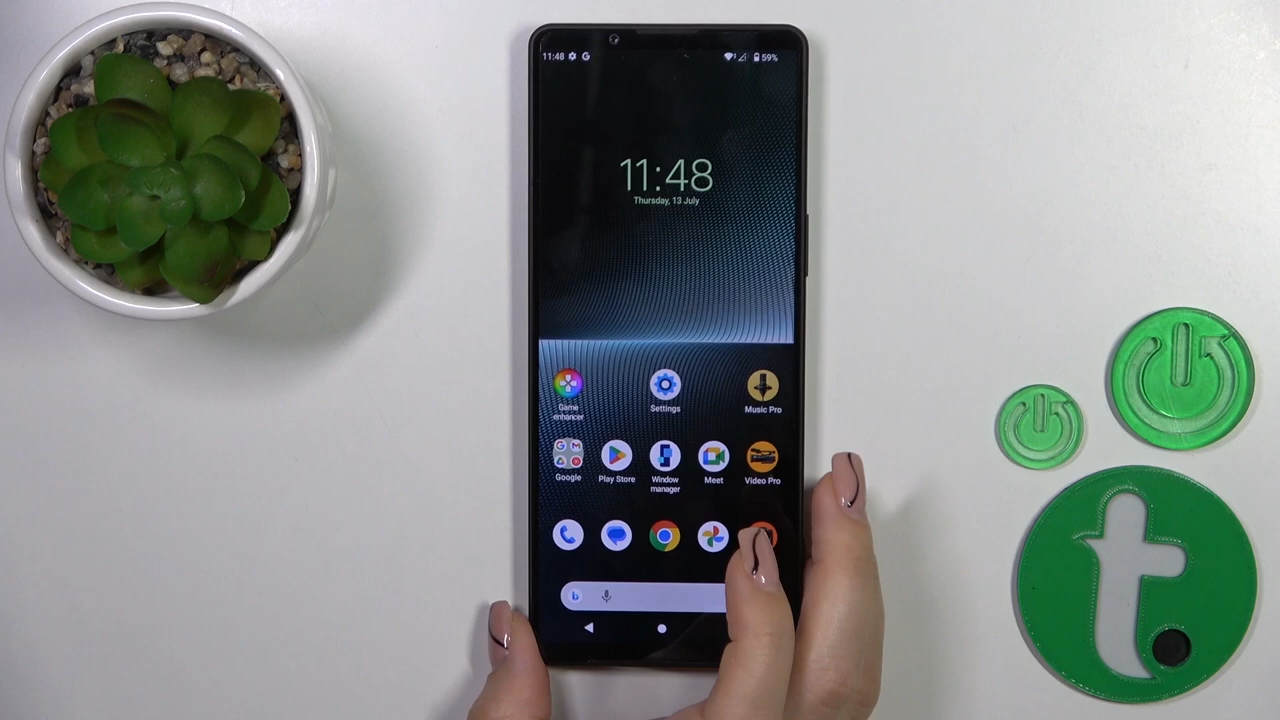 11:48
59%
11:48
Thursday, 13 July
Game
enhancer
Settings
Music Pro
Google
Play Store
Window
manager
Meet
Video Pro